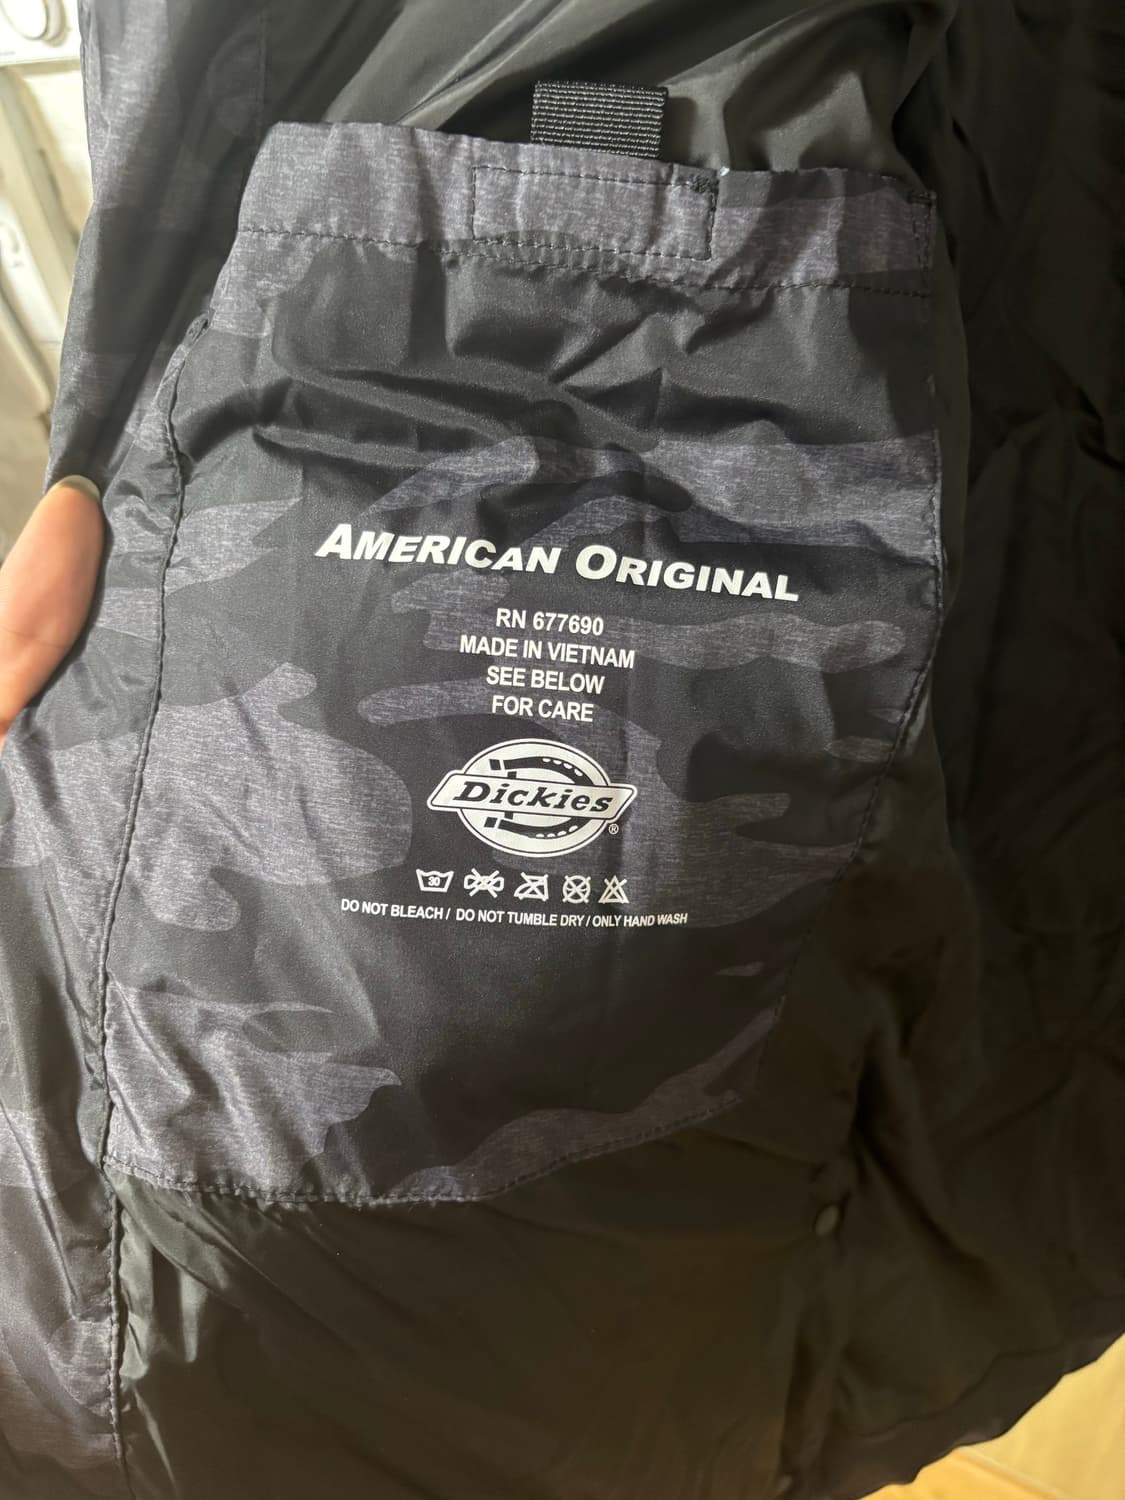 AMERICAN ORIGINAL
RN 677690
MADE IN VIETNAM
SEE BELOW
FOR CARE
Dickies®
30
DO NOT BLEACH / DO NOT TUMBLE DRY / ONLY HAND WASH